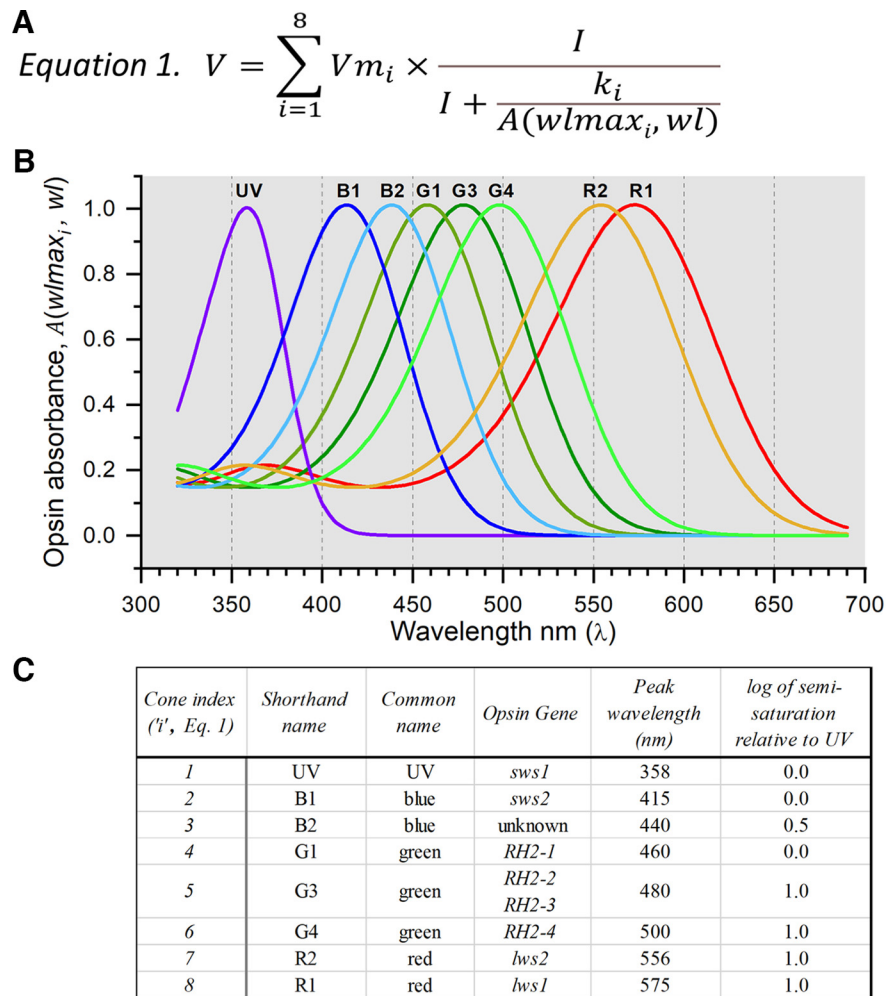 A
Equation 1. V = ∑ i=1 8 Vm_i × I / (I + k_i / A(wlmax_i, wl))
B
Opsin absorbance, A(wlmax_i, wl)
UV B1 B2 G1 G3 G4 R2 R1
1.0
0.8
0.6
0.4
0.2
0.0
300 350 400 450 500 550 600 650 700
Wavelength nm (λ)
C
Cone index ('i', Eq. 1) Shorthand name Common name Opsin Gene Peak wavelength (nm) log of semi-saturation relative to UV
1 UV UV sws1 358 0.0
2 B1 blue sws2 415 0.0
3 B2 blue unknown 440 0.5
4 G1 green RH2-1 460 0.0
5 G3 green RH2-2 RH2-3 480 1.0
6 G4 green RH2-4 500 1.0
7 R2 red lws2 556 1.0
8 R1 red lws1 575 1.0